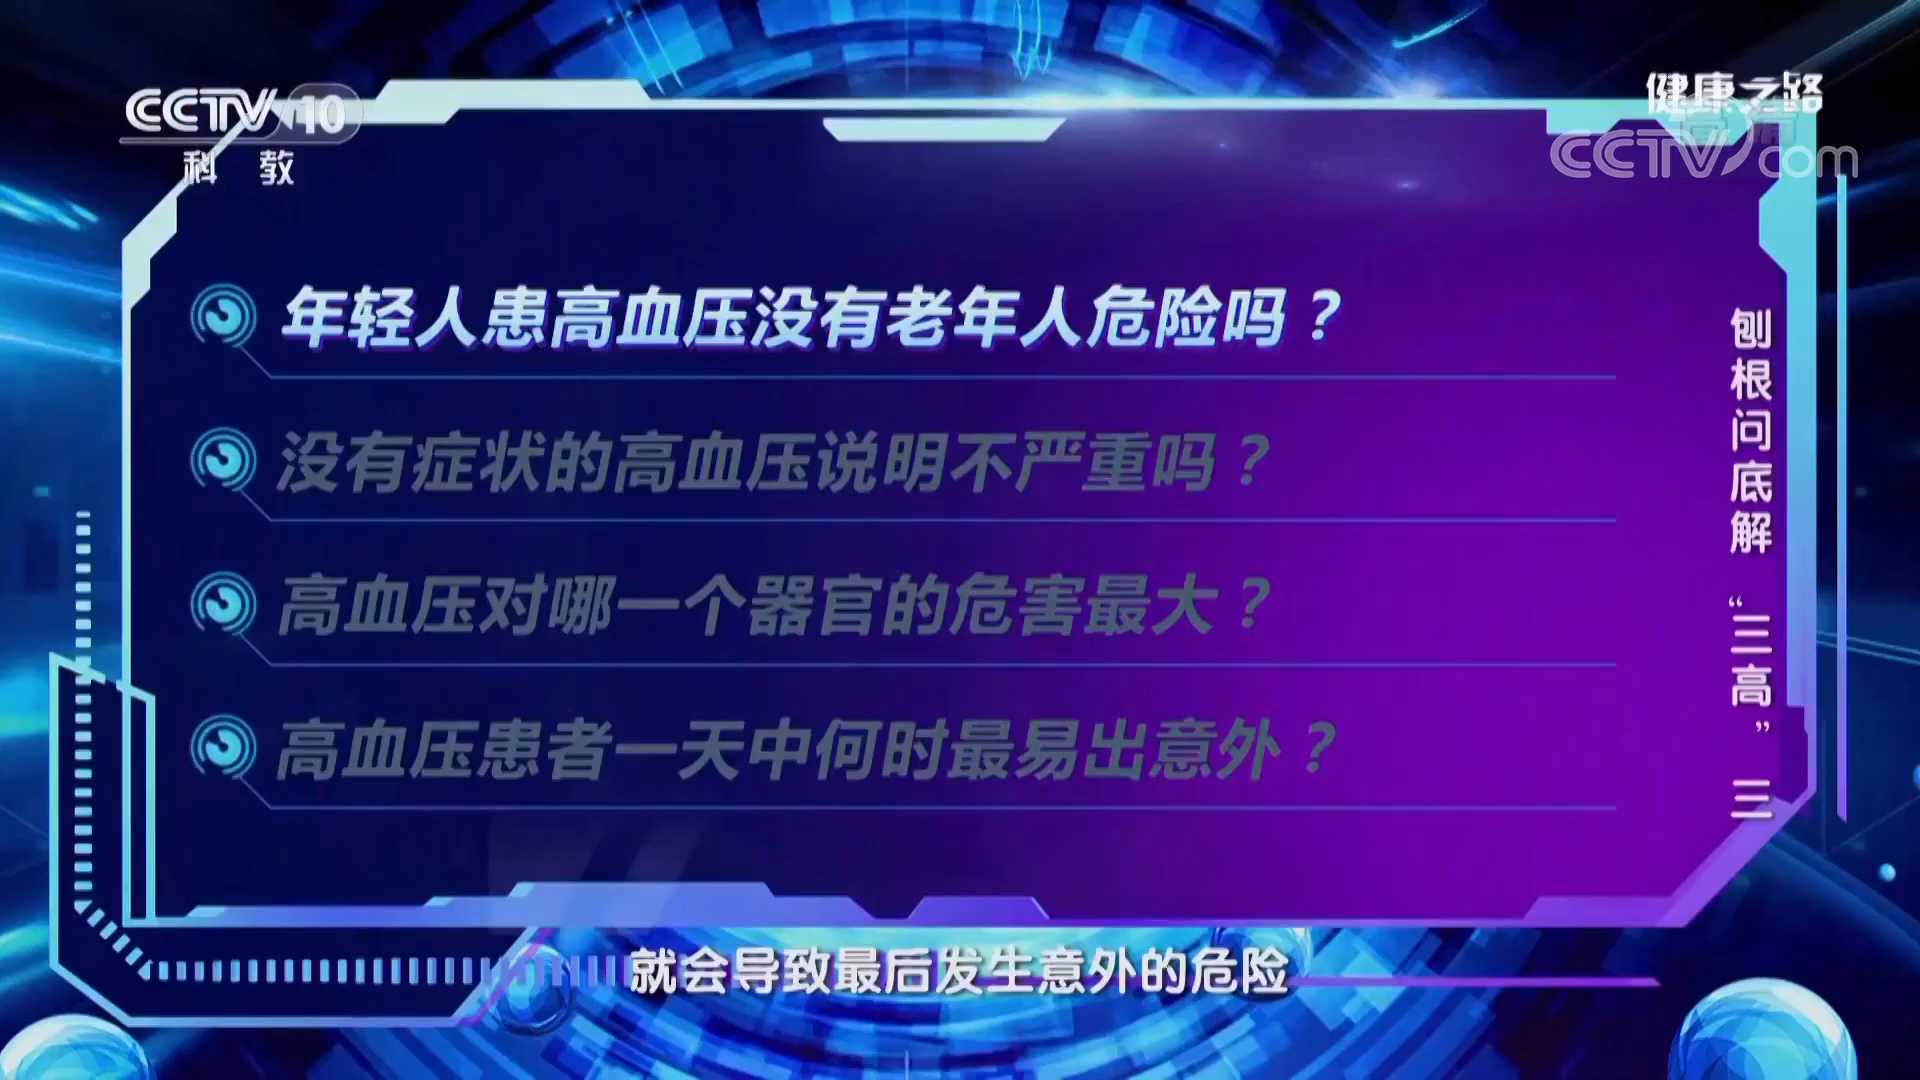 CCTV 10
科 教
健康之路
CCTV.com
年轻人患高血压没有老年人危险吗？
没有症状的高血压说明不严重吗？
高血压对哪一个器官的危害最大？
高血压患者一天中何时最易出意外？
刨根问底解“三高” 三
就会导致最后发生意外的危险